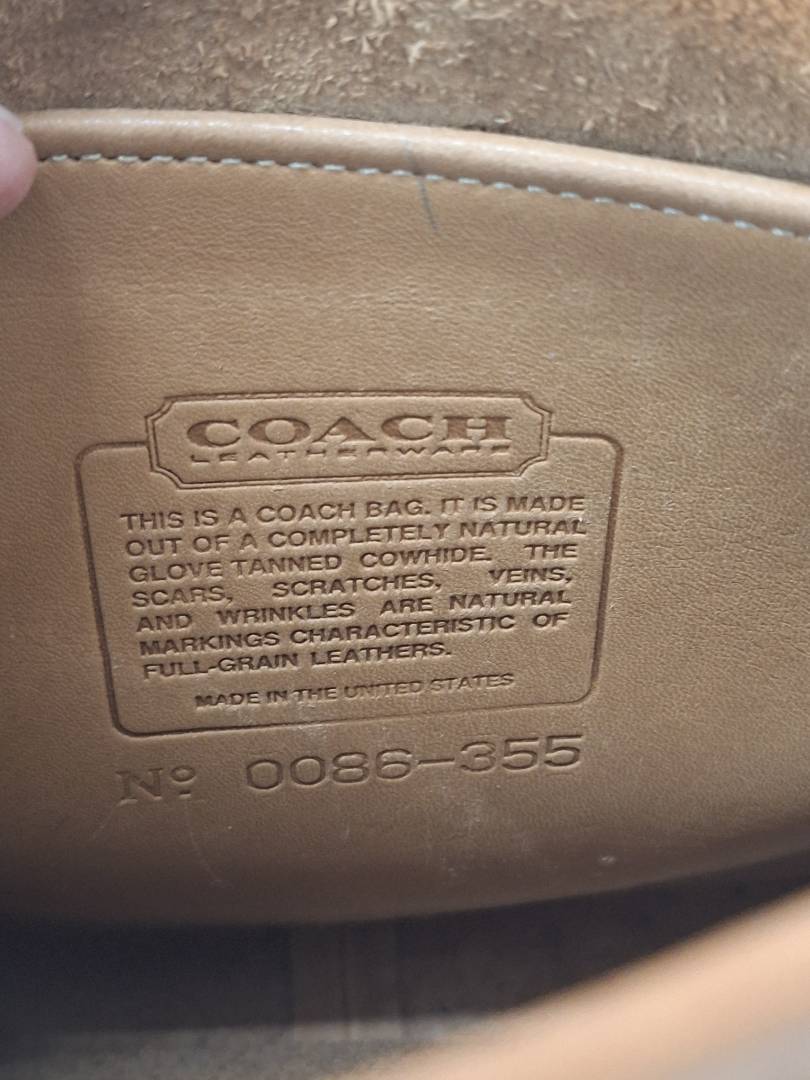 COACH
LEATHERWARE
THIS IS A COACH BAG. IT IS MADE
OUT OF A COMPLETELY NATURAL
GLOVE TANNED COWHIDE. THE
SCARS, SCRATCHES, VEINS,
AND WRINKLES ARE NATURAL
MARKINGS CHARACTERISTIC OF
FULL-GRAIN LEATHERS.
MADE IN THE UNITED STATES
Nº 0086-355